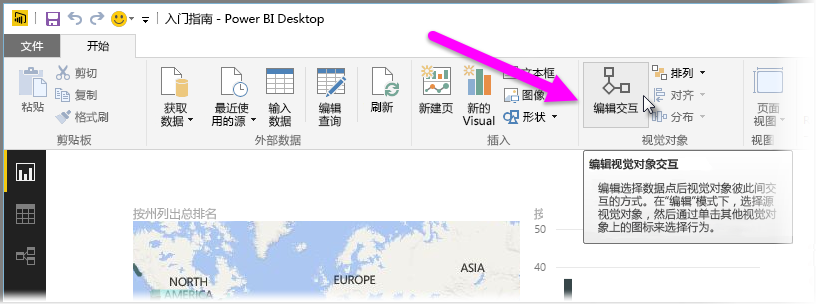 入门指南 - Power BI Desktop
文件
开始
粘贴
剪切
复制
格式刷
剪贴板
获取
数据
最近使
用的源
输入
数据
编辑
查询
刷新
外部数据
新建页
新的
Visual
文本框
图像
形状
插入
编辑交互
排列
对齐
分布
视觉对象
页面
视图
视图
编辑视觉对象交互
编辑选择数据点后视觉对象彼此间交
互的方式。在“编辑”模式下，选择源
视觉对象，然后通过单击其他视觉对
象上的图标来选择行为。
按州列出总排名
NORTH
AMERICA
EUROPE
ASIA
按
50
40